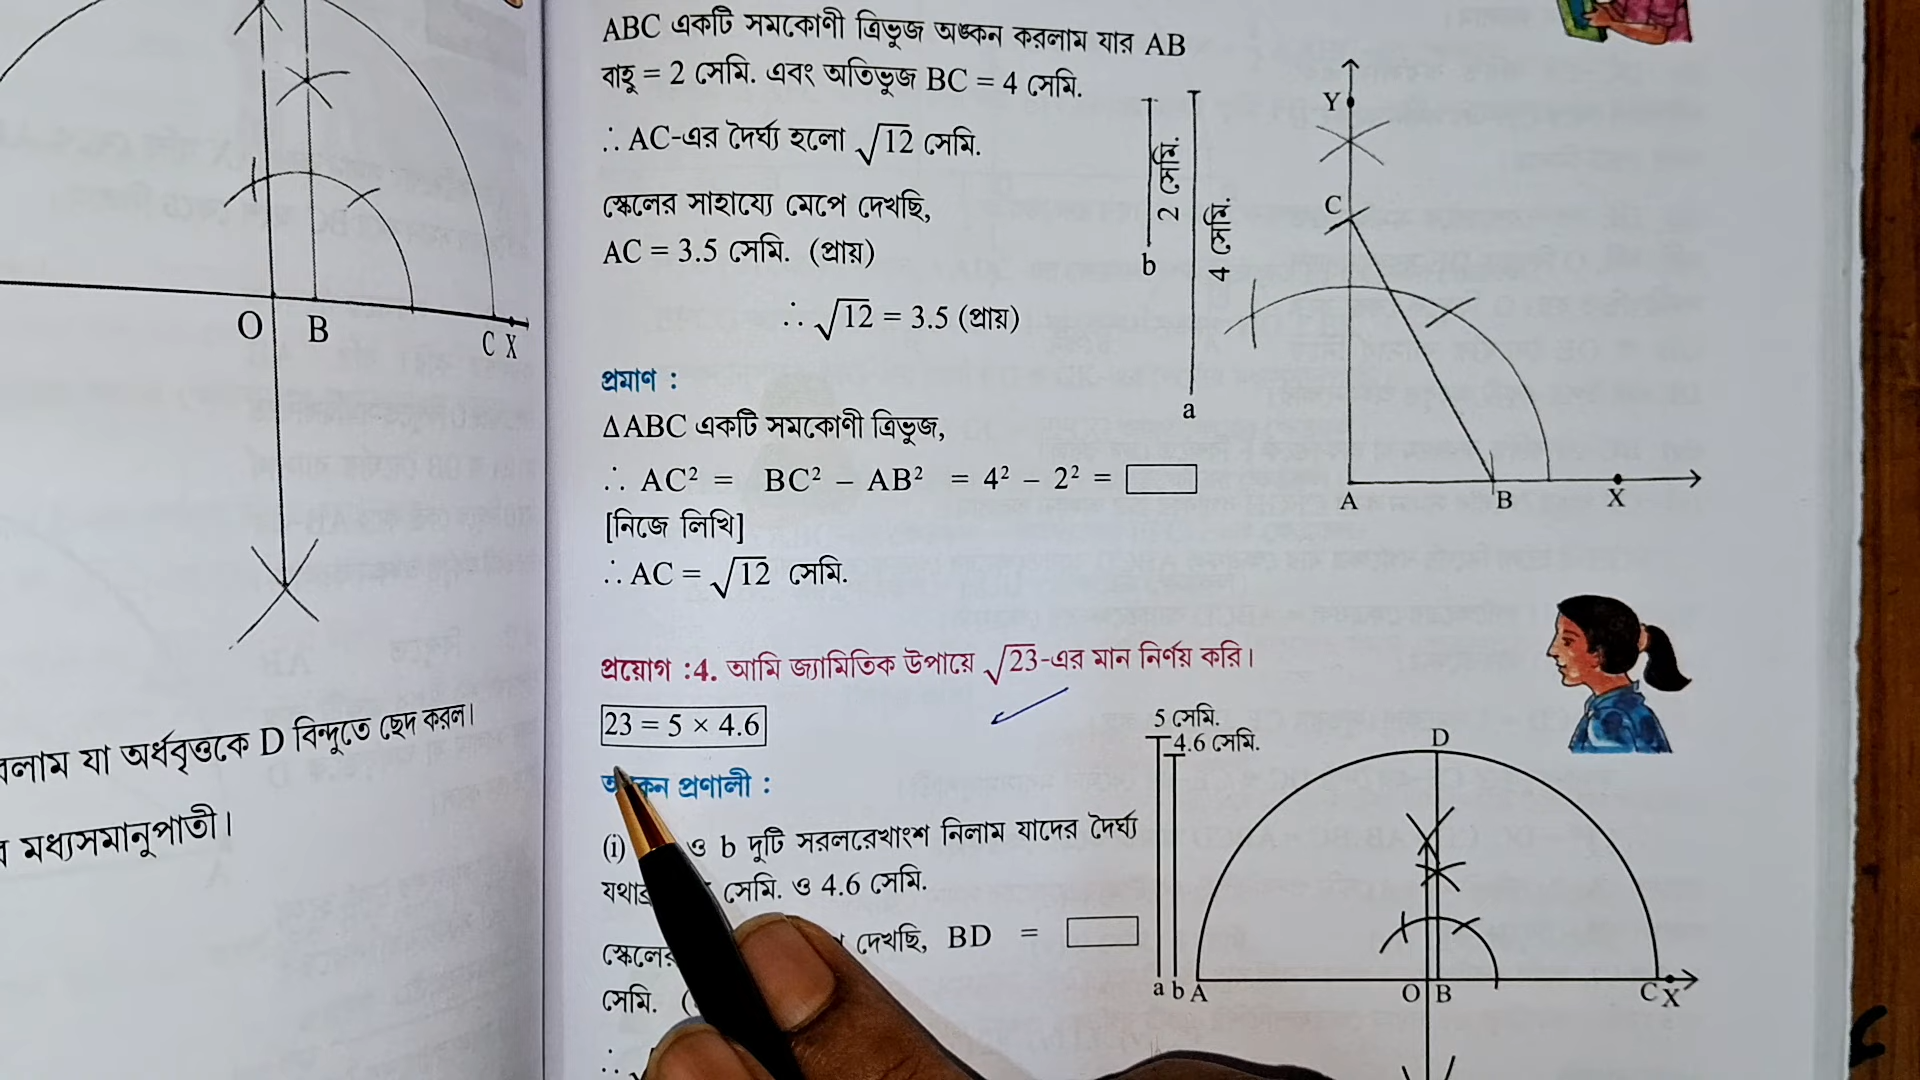 O B C X
D বিন্দুতে ছেদ করল।
যা অর্ধবৃত্তকে
মধ্যসমানুপাতী।
ABC একটি সমকোণী ত্রিভুজ অঙ্কন করলাম যার AB
বাহু = 2 সেমি. এবং অতিভুজ BC = 4 সেমি.
∴ AC-এর দৈর্ঘ্য হলো √12 সেমি.
স্কেলের সাহায্যে মেপে দেখছি,
AC = 3.5 সেমি. (প্রায়)
∴ √12 = 3.5 (প্রায়)
2 সেমি.
b
4 সেমি.
a
Y
C
A B X
প্রমাণ :
ΔABC একটি সমকোণী ত্রিভুজ,
∴ AC² = BC² – AB² = 4² – 2² =
[নিজে লিখি]
∴ AC = √12 সেমি.
প্রয়োগ :4. আমি জ্যামিতিক উপায়ে √23-এর মান নির্ণয় করি।
23 = 5 × 4.6
প্রণালী :
(i) ও b দুটি সরলরেখাংশ নিলাম যাদের দৈর্ঘ্য
সেমি. ও 4.6 সেমি.
দেখছি, BD =
সেমি. (
5 সেমি.
4.6 সেমি.
D
a b A O B C X